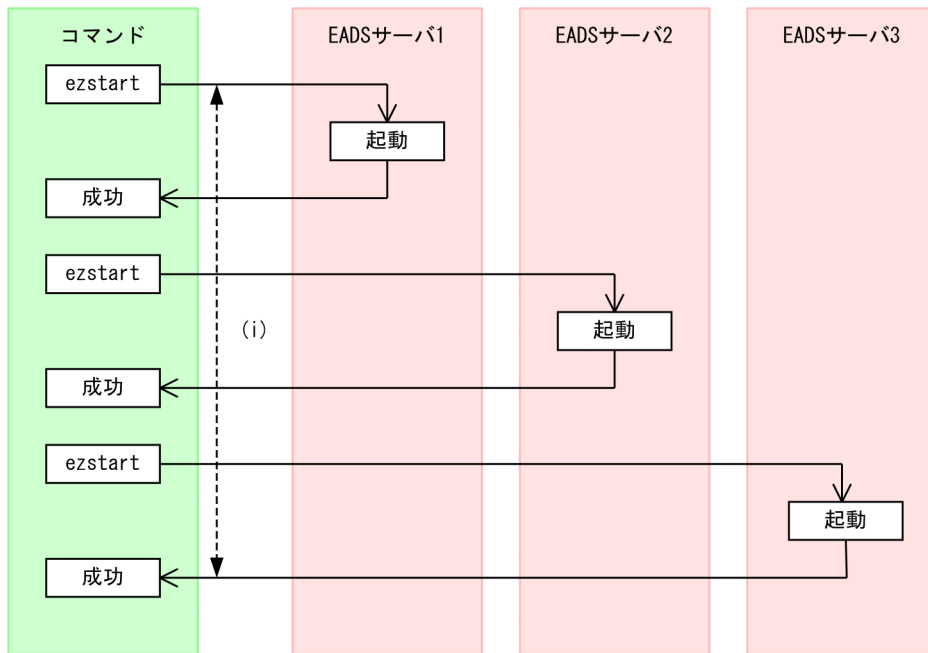 コマンド
EADSサーバ1
EADSサーバ2
EADSサーバ3
ezstart
起動
成功
ezstart
(i)
起動
成功
ezstart
起動
成功